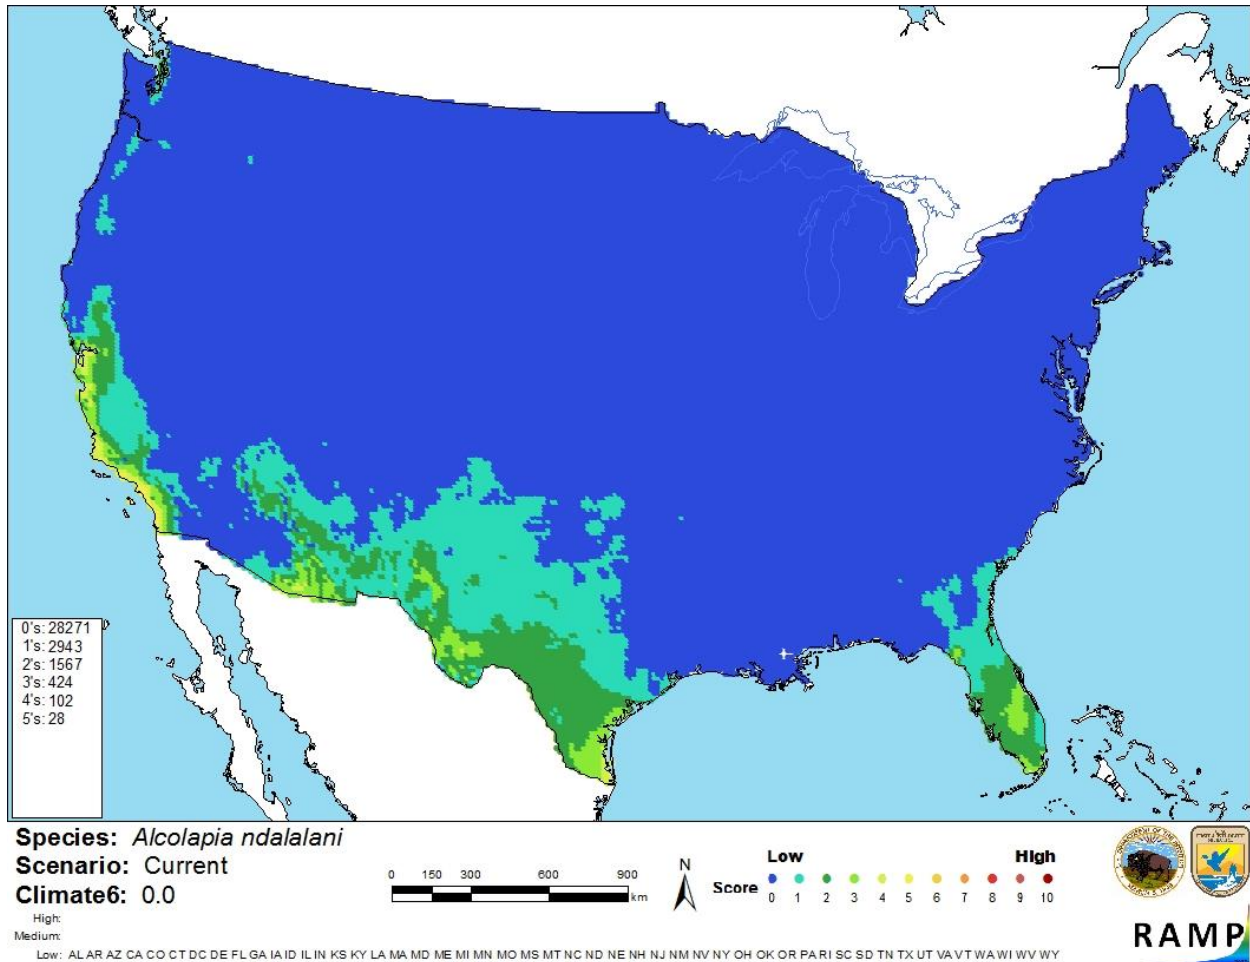 0's: 28271
1's: 2943
2's: 1567
3's: 424
4's: 102
5's: 28
Species: Alcolapia ndalalani
Scenario: Current
Climate6: 0.0
High:
Medium:
Low: AL AR AZ CA CO CT DC DE FL GA IA ID IL IN KS KY LA MA MD ME MI MN MO MS MT NC ND NE NH NJ NM NV NY OH OK OR PA RI SC SD TN TX UT VA VT WA WI WV WY
0 150 300 600 900
km
N
Low High
Score
0 1 2 3 4 5 6 7 8 9 10
RAMP